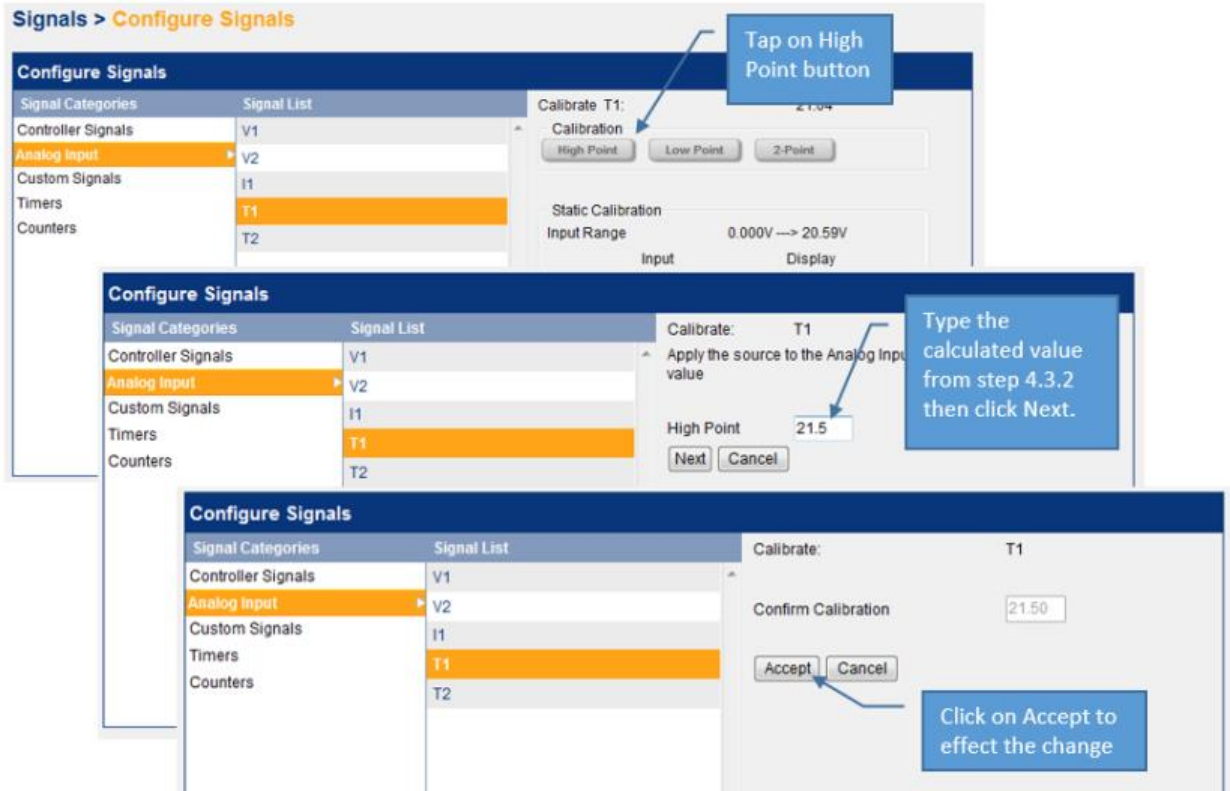 Signals > Configure Signals
Tap on High
Point button
Configure Signals
Signal Categories
Signal List
Controller Signals
Analog Input
Custom Signals
Timers
Counters
V1
V2
I1
T1
T2
Calibrate T1:
21.04
Calibration
High Point
Low Point
2-Point
Static Calibration
Input Range
0.000V ---> 20.59V
Input
Display
Configure Signals
Signal Categories
Signal List
Controller Signals
Analog Input
Custom Signals
Timers
Counters
V1
V2
I1
T1
T2
Calibrate:
T1
Apply the source to the Analog
value
High Point
21.5
Next
Cancel
Type the
calculated value
from step 4.3.2
then click Next.
Configure Signals
Signal Categories
Signal List
Controller Signals
Analog Input
Custom Signals
Timers
Counters
V1
V2
I1
T1
T2
Calibrate:
T1
Confirm Calibration
21.50
Accept
Cancel
Click on Accept to
effect the change